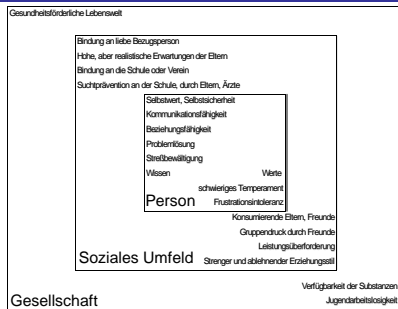 Gesundheitsförderliche Lebenswelt
Bindung an liebe Bezugsperson
Hohe, aber realistische Erwartungen der Eltern
Bindung an die Schule oder Verein
Suchtprävention an der Schule, durch Eltern, Ärzte
Selbstwert, Selbstsicherheit
Kommunikationsfähigkeit
Beziehungsfähigkeit
Problemlösung
Streßbewältigung
Wissen Werte
schwieriges Temperament
Person Frustrationsintoleranz
Konsumierende Eltern, Freunde
Gruppendruck durch Freunde
Leistungsüberforderung
Soziales Umfeld Strenger und ablehnender Erziehungsstil
Verfügbarkeit der Substanzen
Gesellschaft Jugendarbeitslosigkeit